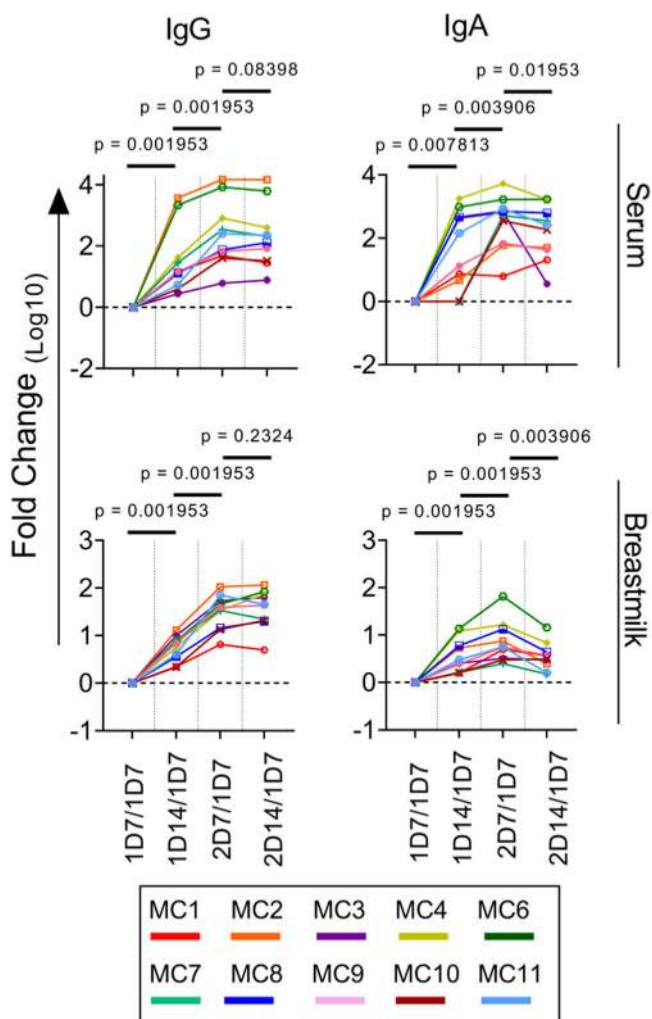 IgG
IgA
p = 0.08398
p = 0.001953
p = 0.001953
p = 0.01953
p = 0.003906
p = 0.007813
Fold Change (Log10)
4
2
0
-2
4
2
0
-2
Serum
p = 0.2324
p = 0.001953
p = 0.001953
p = 0.003906
p = 0.001953
p = 0.001953
3
2
1
0
-1
3
2
1
0
-1
Breastmilk
1D7/1D7
1D14/1D7
2D7/1D7
2D14/1D7
1D7/1D7
1D14/1D7
2D7/1D7
2D14/1D7
MC1 MC2 MC3 MC4 MC6
MC7 MC8 MC9 MC10 MC11